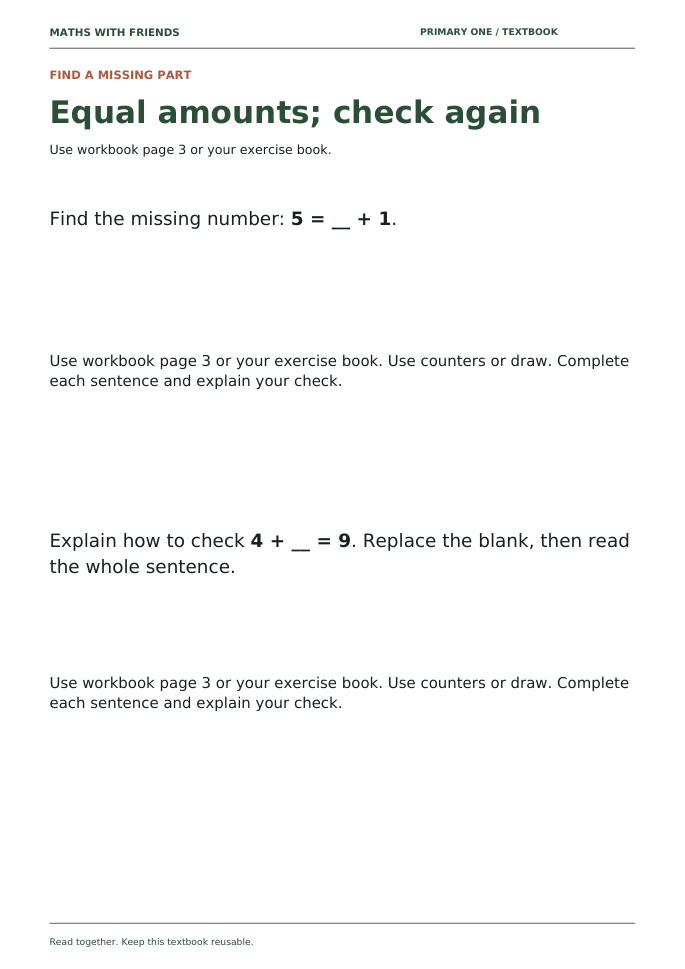 MATHS WITH FRIENDS
PRIMARY ONE / TEXTBOOK
FIND A MISSING PART
Equal amounts; check again
Use workbook page 3 or your exercise book.
Find the missing number: 5 = __ + 1.
Use workbook page 3 or your exercise book. Use counters or draw. Complete
each sentence and explain your check.
Explain how to check 4 + __ = 9. Replace the blank, then read
the whole sentence.
Use workbook page 3 or your exercise book. Use counters or draw. Complete
each sentence and explain your check.
Read together. Keep this textbook reusable.